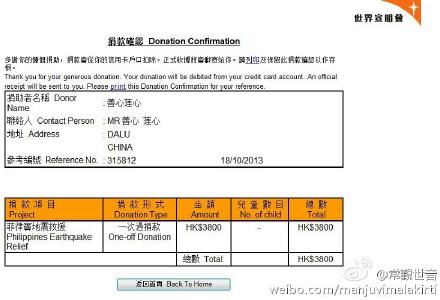 世界宣明會
捐款確認 Donation Confirmation
多謝你的慷慨捐助，捐款會從你的信用卡戶口扣除。正式收據將會郵寄給你。請列印及保留此捐款確認以作存根。
Thank you for your generous donation. Your donation will be debited from your credit card account. An official
receipt will be sent to you. Please print this Donation Confirmation for your reference.
捐助者名稱 Donor Name : 善心蓮心
聯絡人 Contact Person : MR 善心 蓮心
地址 Address : DALU
CHINA
參考編號 Reference No. : 315812 18/10/2013
捐款項目 捐款形式 金額 兒童數目 總數
Project Donation Type Amount No. of child Total
菲律賓地震救援 一次過捐款 HK$3800 - HK$3800
Philippines Earthquake One-off Donation
Relief
總數 Total HK$3800
返回首頁 Back To Home
@常觀世音
weibo.com/manjuvimalakirti